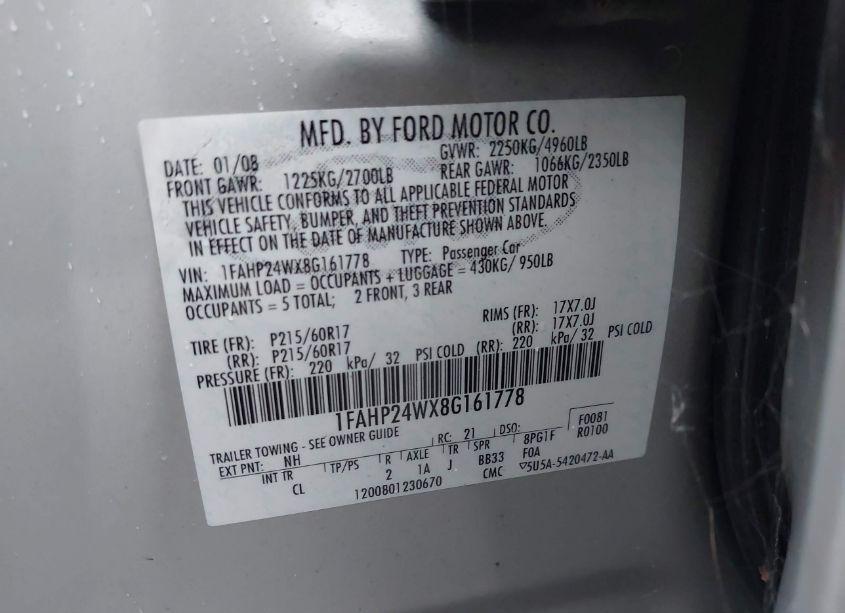 MFD. BY FORD MOTOR CO.
DATE: 01/08 GVWR: 2250KG/4960LB
FRONT GAWR: 1225KG/2700LB REAR GAWR: 1066KG/2350LB
THIS VEHICLE CONFORMS TO ALL APPLICABLE FEDERAL MOTOR
VEHICLE SAFETY, BUMPER, AND THEFT PREVENTION STANDARDS
IN EFFECT ON THE DATE OF MANUFACTURE SHOWN ABOVE.
VIN: 1FAHP24WX8G161778 TYPE: Passenger Car
MAXIMUM LOAD = OCCUPANTS + LUGGAGE = 430KG/ 950LB
OCCUPANTS = 5 TOTAL; 2 FRONT, 3 REAR
TIRE (FR): P215/60R17 RIMS (FR): 17X7.0J
(RR): P215/60R17 (RR): 17X7.0J
PRESSURE (FR): 220 kPa/ 32 PSI COLD (RR): 220 kPa/ 32 PSI COLD
1FAHP24WX8G161778
TRAILER TOWING - SEE OWNER GUIDE RC: 21 DSO: F0081
EXT PNT: NH TP/PS R AXLE TR SPR 8PG1F R0100
INT TR 2 1A J BB33 F0A
CL 1200801230670 CMC ▽5U5A-5420472-AA